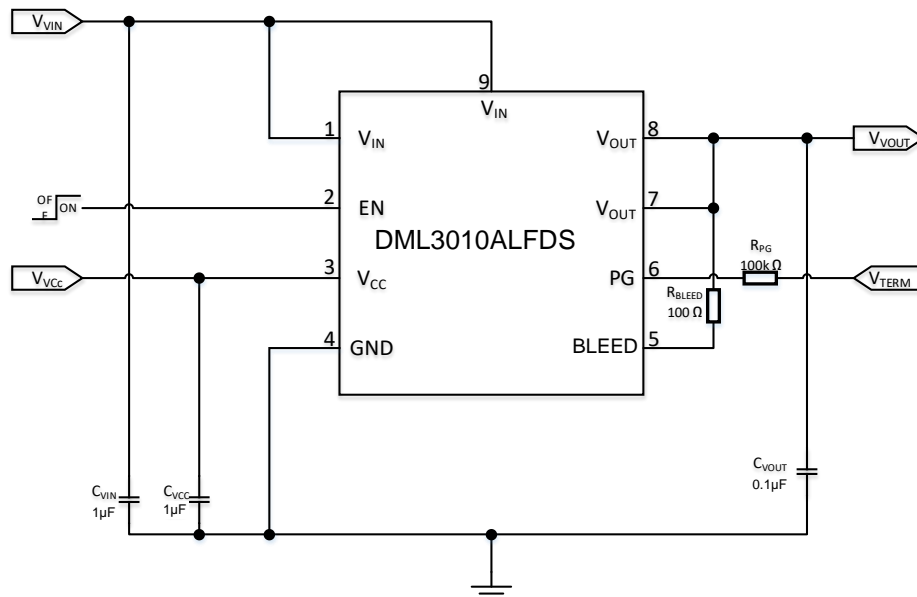 VVIN
9
VIN
1
VIN
VOUT
8
VVOUT
OF
F
ON
2
EN
VOUT
7
DML3010ALFDS
RPG
100k Ω
VVCc
3
VCC
PG
6
VTERM
RBLEED
100 Ω
4
GND
BLEED
5
CVIN
1µF
CVCC
1µF
CVOUT
0.1µF